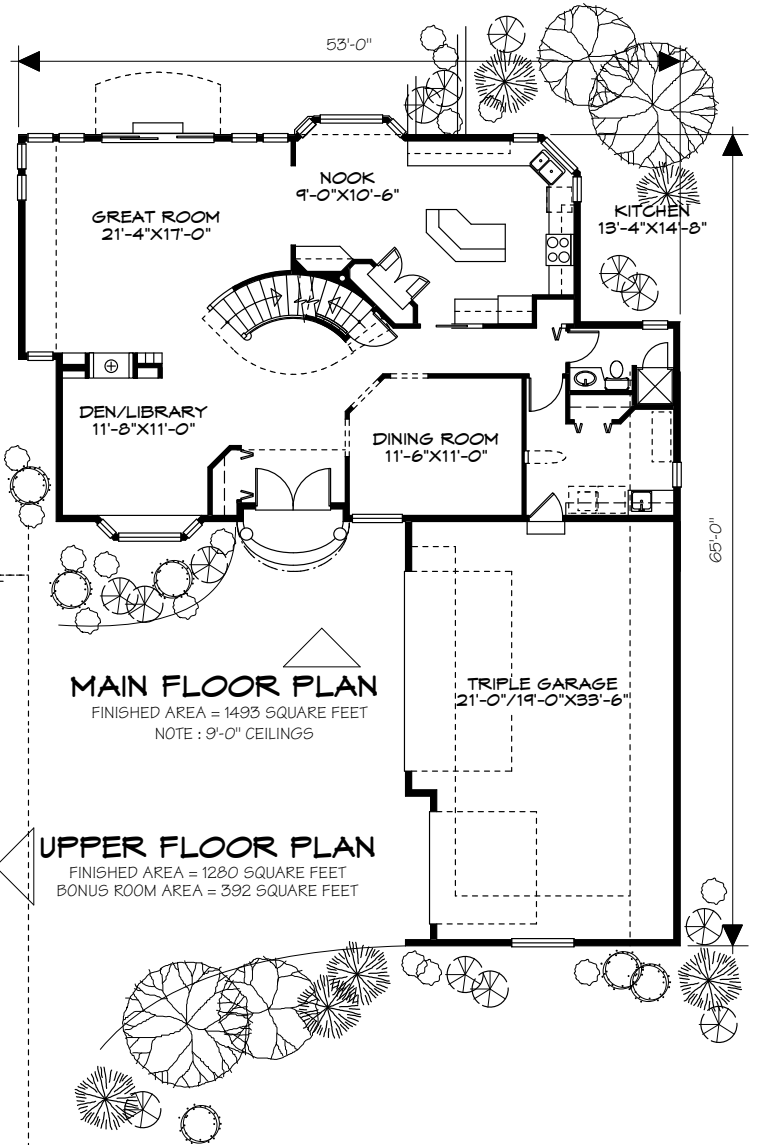 53'-0"
NOOK
9'-0"X10'-6"
GREAT ROOM
21'-4"X17'-0"
KITCHEN
13'-4"X14'-8"
DEN/LIBRARY
11'-8"X11'-0"
DINING ROOM
11'-6"X11'-0"
65'-0"
MAIN FLOOR PLAN
FINISHED AREA = 1493 SQUARE FEET
NOTE : 9'-0" CEILINGS
TRIPLE GARAGE
21'-0"/19'-0"X33'-6"
UPPER FLOOR PLAN
FINISHED AREA = 1280 SQUARE FEET
BONUS ROOM AREA = 392 SQUARE FEET